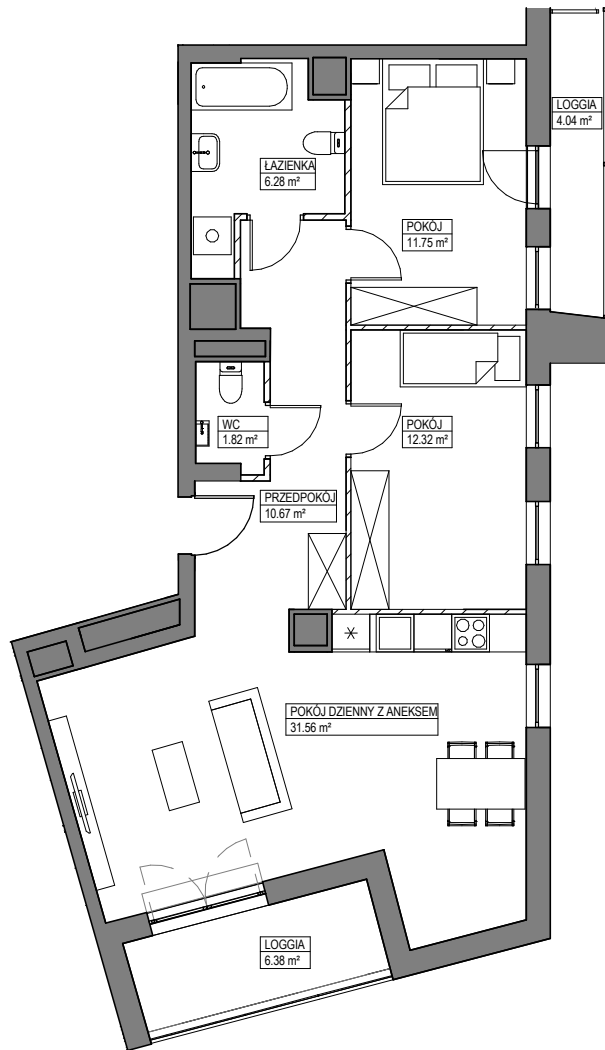 LOGGIA
4.04 m²
ŁAZIENKA
6.28 m²
POKÓJ
11.75 m²
WC
1.82 m²
POKÓJ
12.32 m²
PRZEDPOKÓJ
10.67 m²
POKÓJ DZIENNY Z ANEKSEM
31.56 m²
LOGGIA
6.38 m²